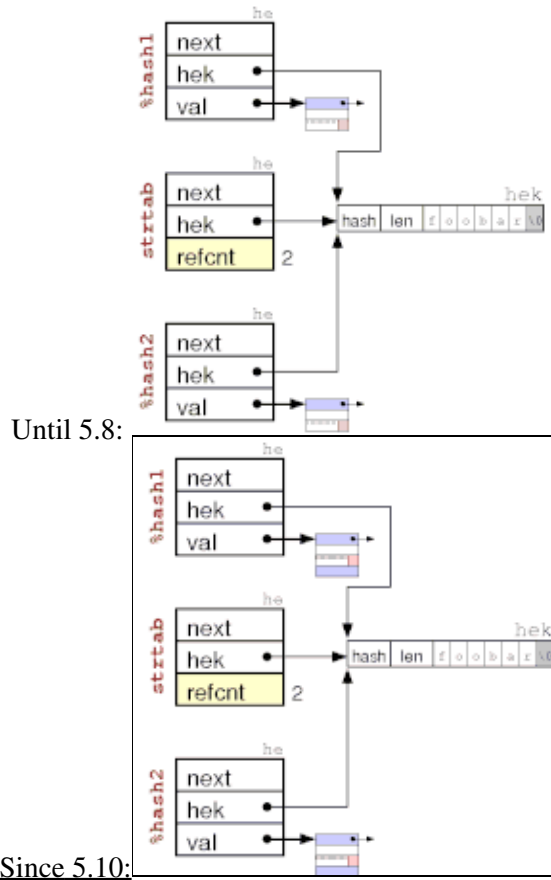 he
%hash1
next
hek
val
he
strtab
next
hek
refcnt 2
hek
hash len f o o b a r \0
he
%hash2
next
hek
val
Until 5.8:
he
%hash1
next
hek
val
he
strtab
next
hek
refcnt 2
hek
hash len f o o b a r \0
he
%hash2
next
hek
val
Since 5.10: